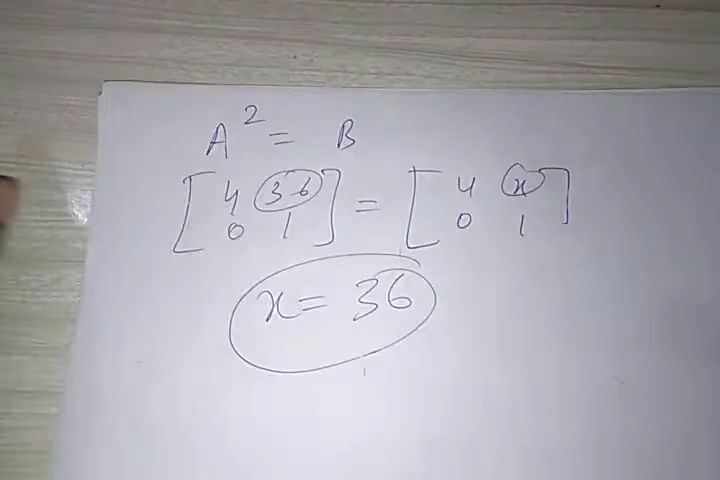 A² = B
[ 4 36 ] = [ 4 x ]
0 1 0 1
x = 36